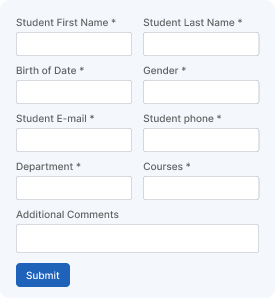 Student First Name * Student Last Name *
Birth of Date * Gender *
Student E-mail * Student phone *
Department * Courses *
Additional Comments
Submit